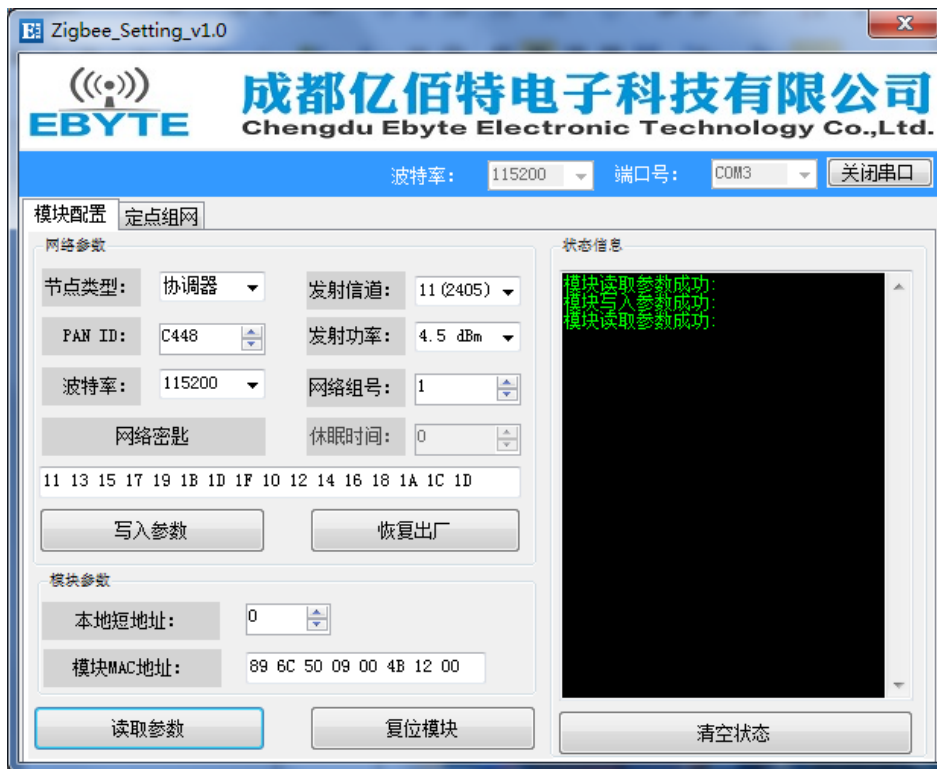 Zigbee_Setting_v1.0
EBYTE
成都亿佰特电子科技有限公司
Chengdu Ebyte Electronic Technology Co.,Ltd.
波特率: 115200 端口号: COM3 关闭串口
模块配置 定点组网
网络参数
节点类型: 协调器 发射信道: 11(2405)
PAN ID: C448 发射功率: 4.5 dBm
波特率: 115200 网络组号: 1
网络密匙 休眠时间: 0
11 13 15 17 19 1B 1D 1F 10 12 14 16 18 1A 1C 1D
写入参数 恢复出厂
模块参数
本地短地址: 0
模块MAC地址: 89 6C 50 09 00 4B 12 00
读取参数 复位模块
状态信息
模块读取参数成功:
模块写入参数成功:
模块读取参数成功:
清空状态